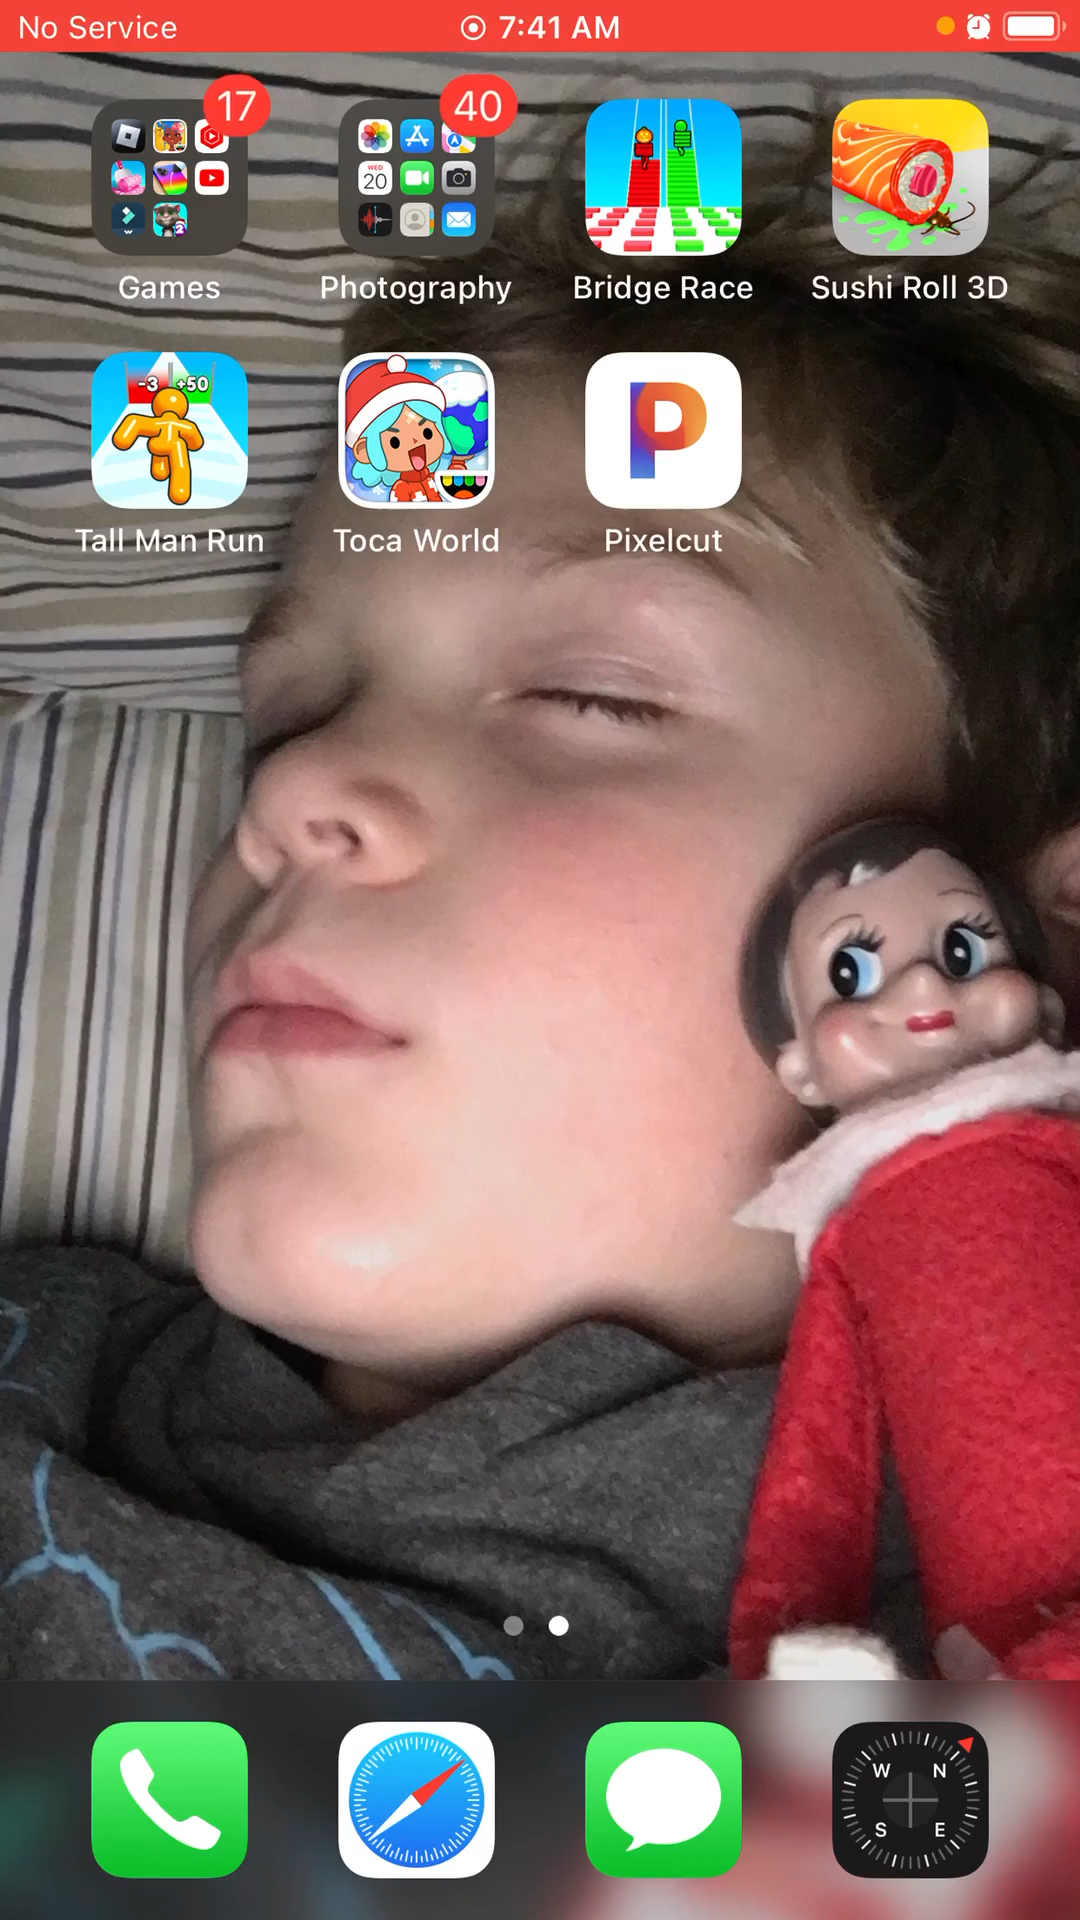 No Service 7:41 AM
17 40
WED
20
2
Games Photography Bridge Race Sushi Roll 3D
-3 +50
P
Tall Man Run Toca World Pixelcut
W N
S E